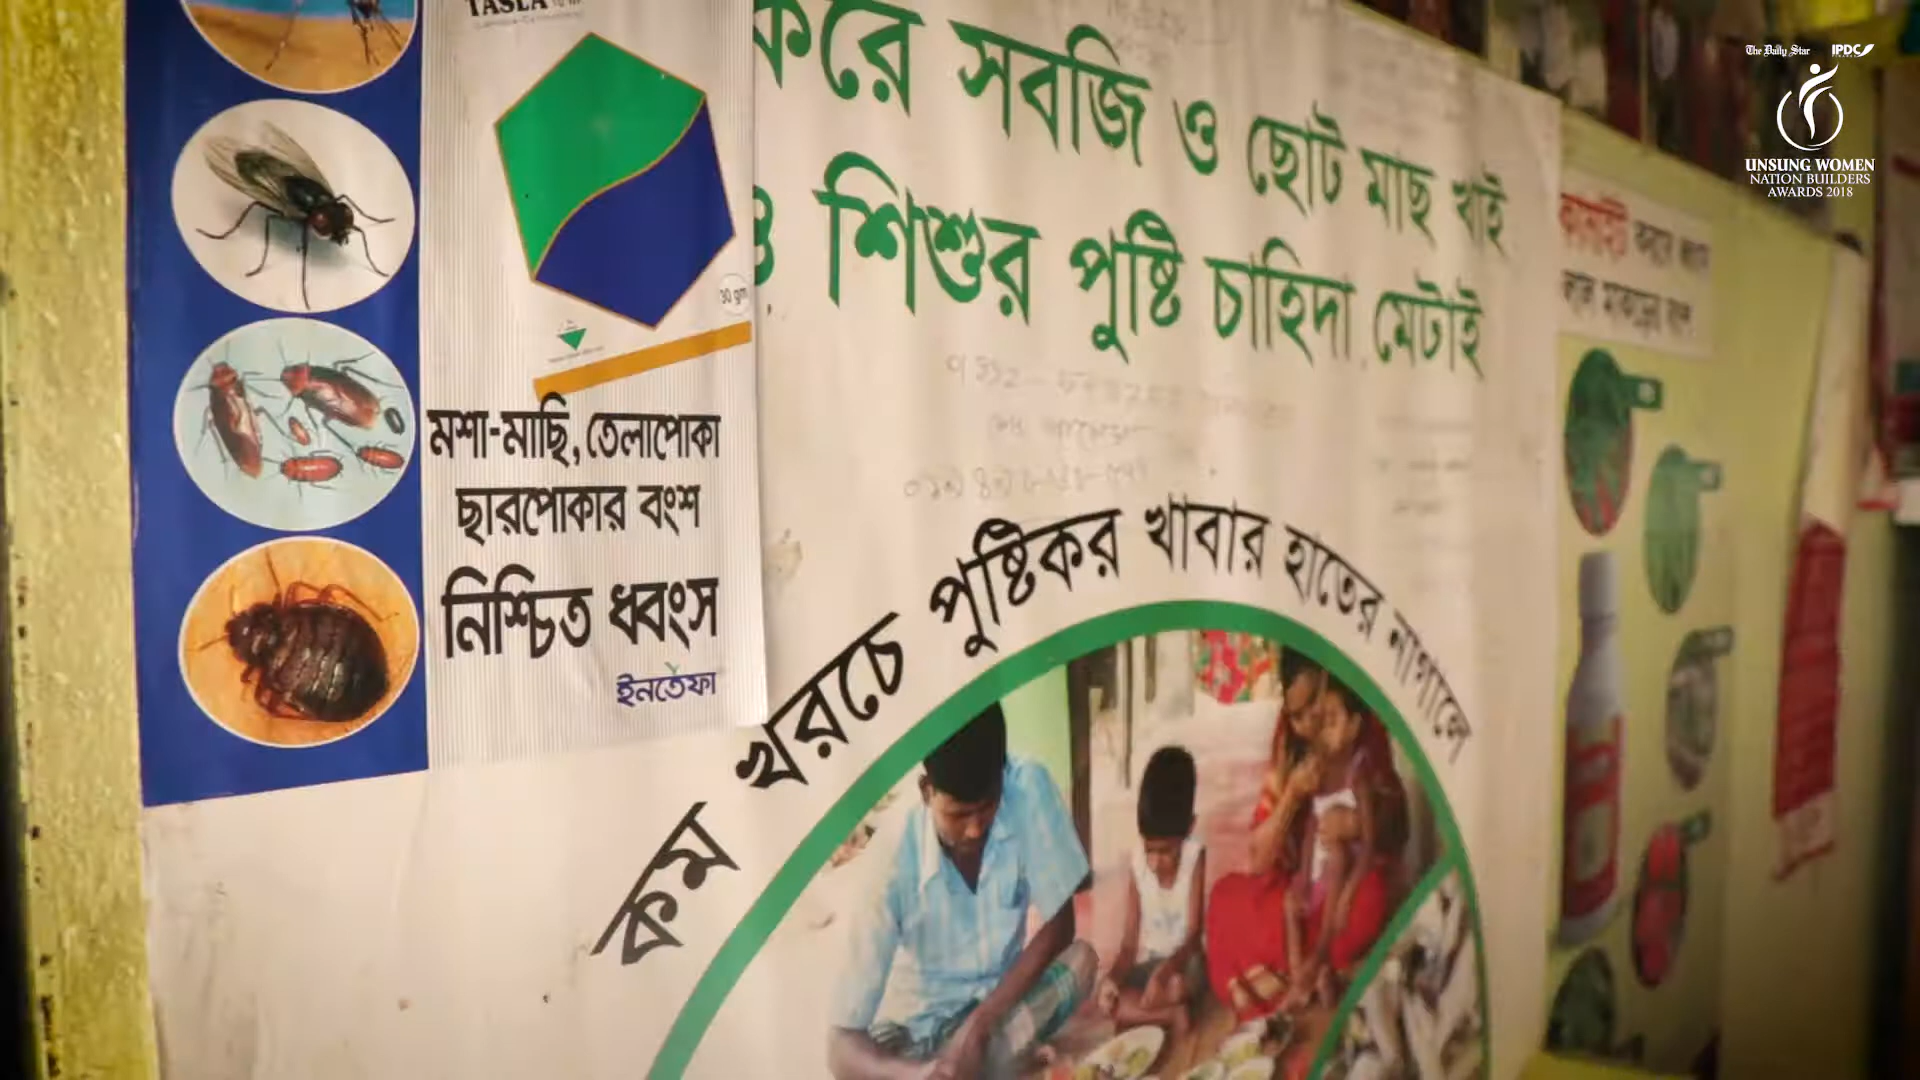 TASLA
30 gm
মশা-মাছি, তেলাপোকা
ছারপোকার বংশ
নিশ্চিত ধ্বংস
ইনতেফা
করে সবজি ও ছোট মাছ খাই
ও শিশুর পুষ্টি চাহিদা মেটাই
কম খরচে পুষ্টিকর খাবার হাতের নাগালে
The Daily Star IPDC
UNSUNG WOMEN
NATION BUILDERS
AWARDS 2018